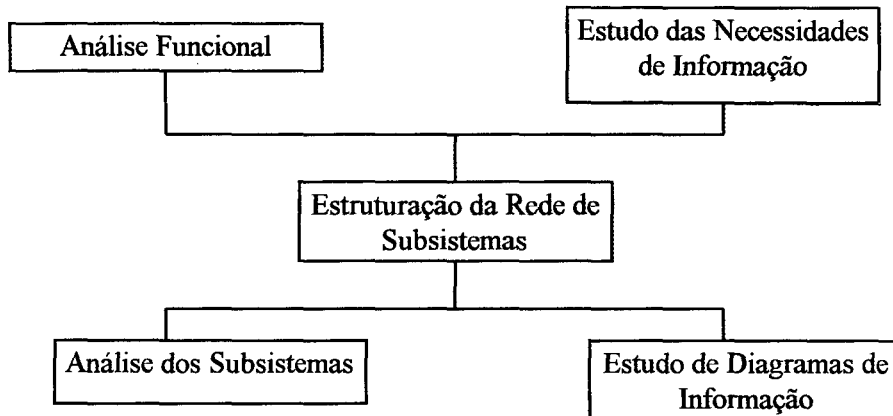 Análise Funcional
Estudo das Necessidades
de Informação
Estruturação da Rede de
Subsistemas
Análise dos Subsistemas
Estudo de Diagramas de
Informação